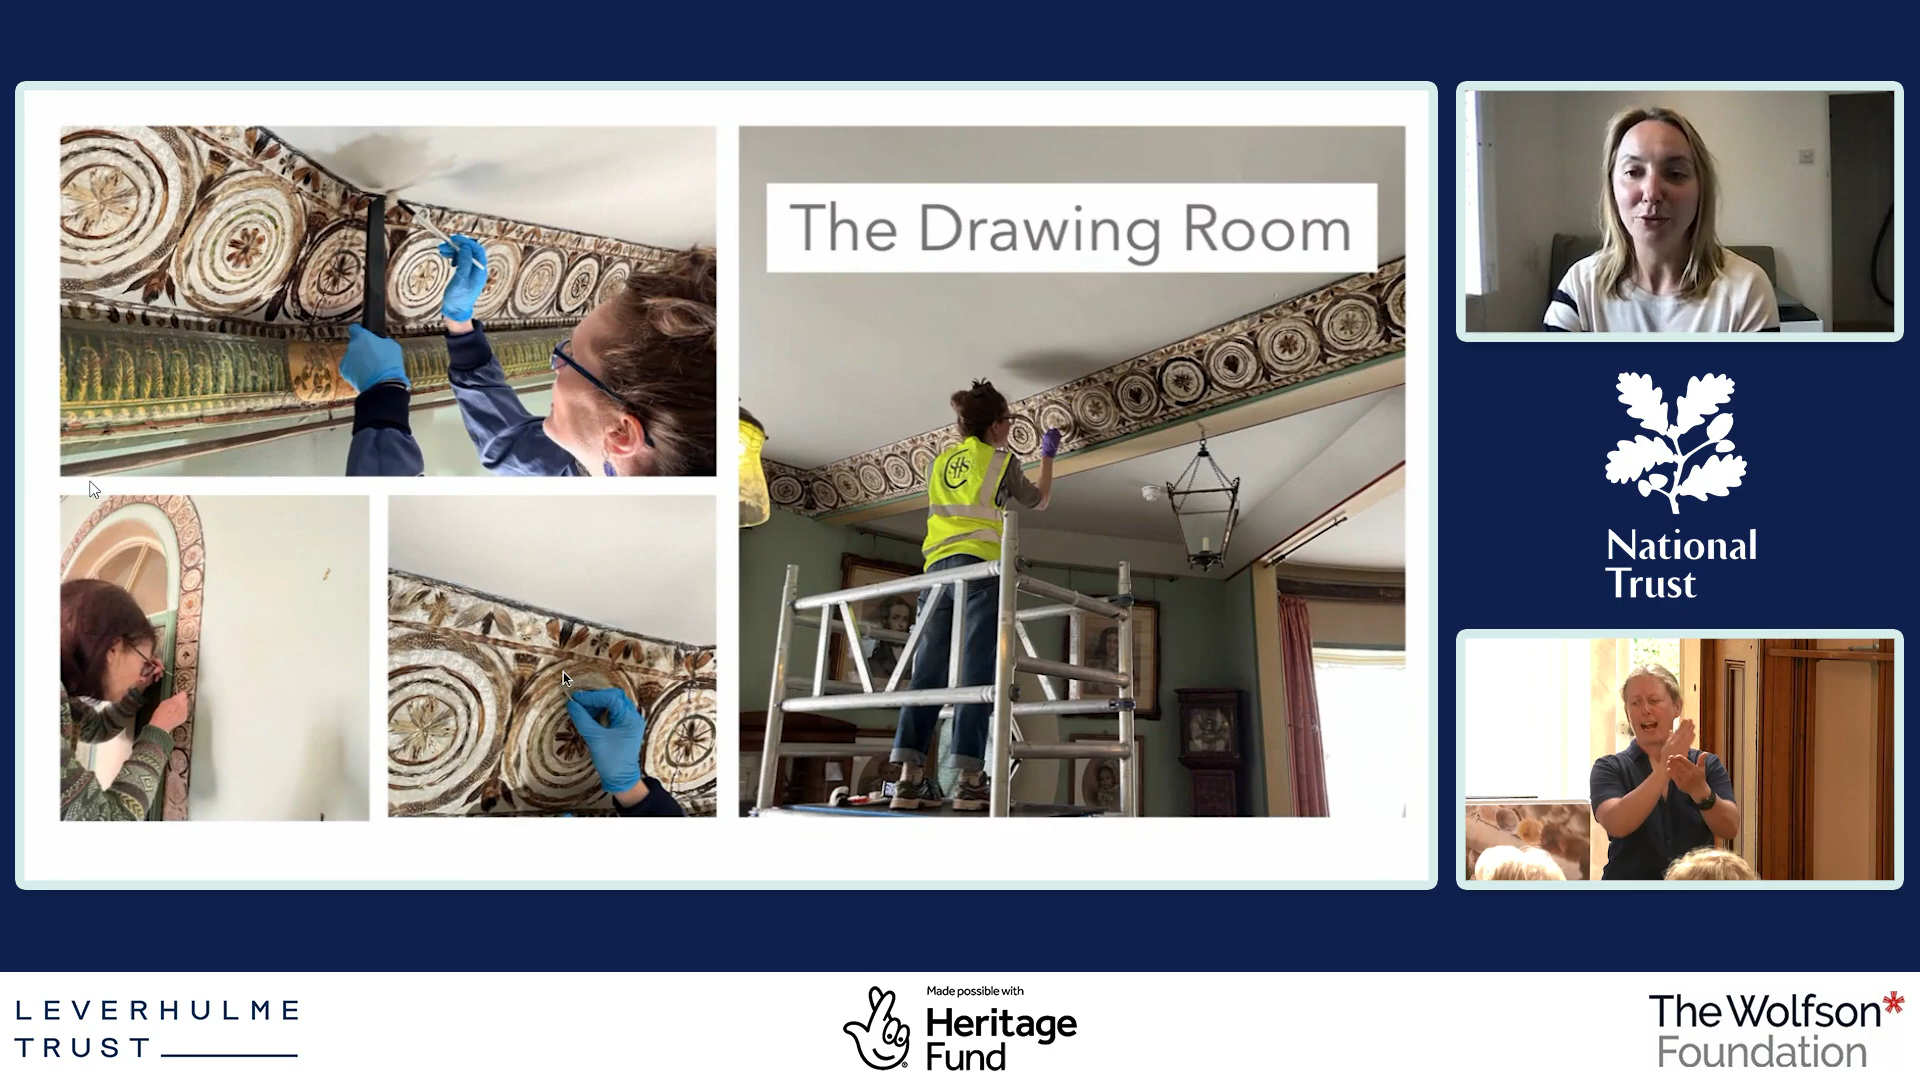 The Drawing Room
National
Trust
LEVERHULME
TRUST
Made possible with
Heritage
Fund
The Wolfson*
Foundation